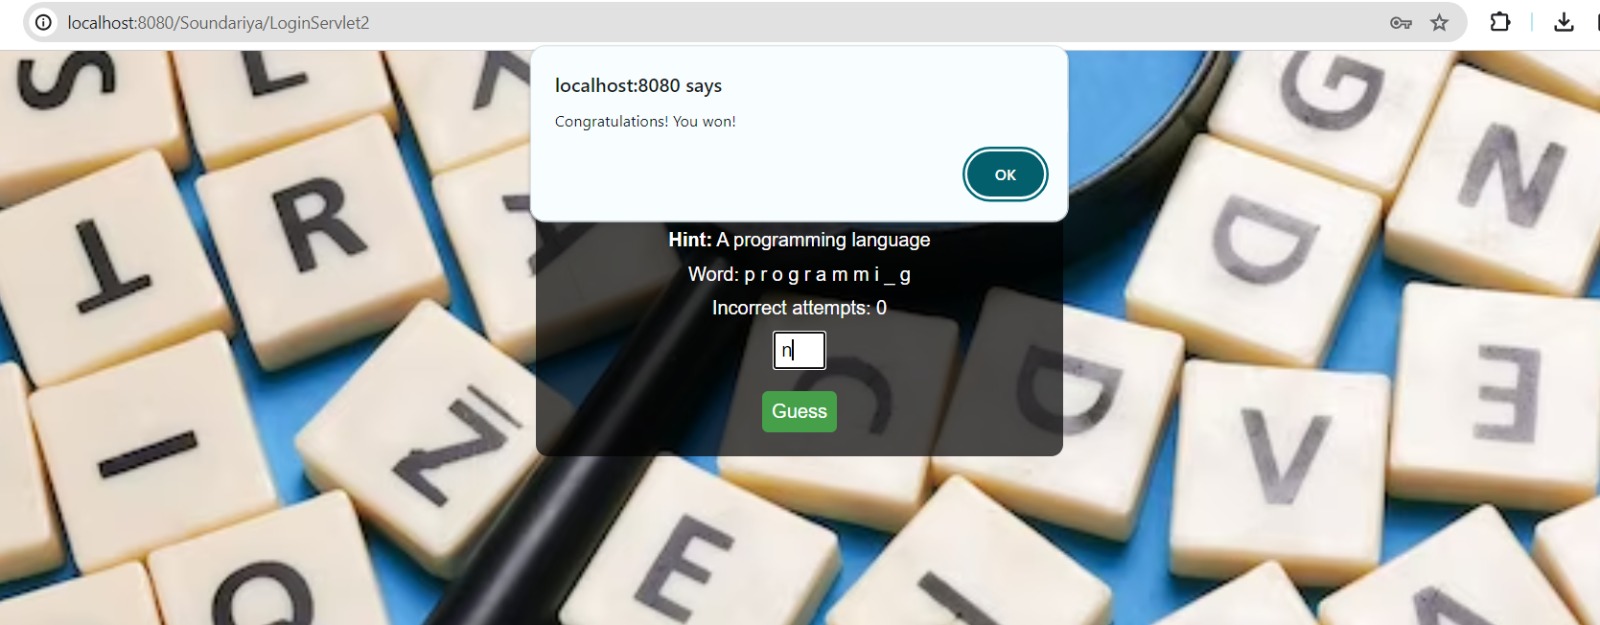 localhost:8080/Soundariya/LoginServlet2
localhost:8080 says
Congratulations! You won!
OK
Hint: A programming language
Word: p r o g r a m m i _ g
Incorrect attempts: 0
n
Guess
S
G
N
T
R
D
I
N
C
D
V
E
Q
E